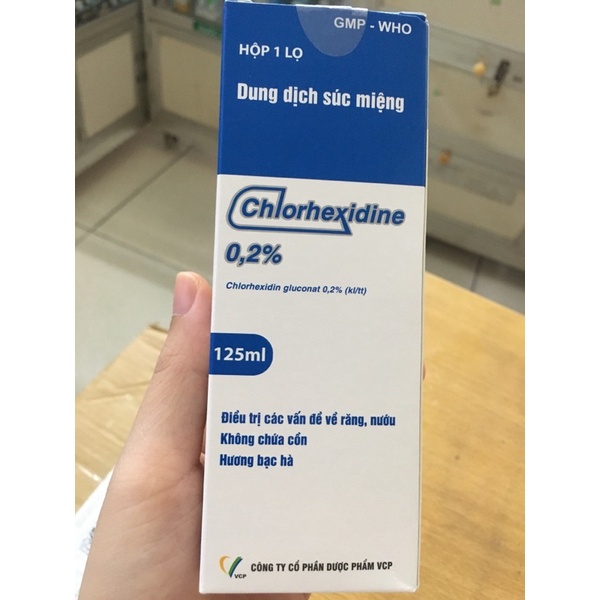 GMP - WHO
HỘP 1 LỌ
Dung dịch súc miệng
Chlorhexidine
0,2%
Chlorhexidin gluconat 0,2% (kl/tt)
125ml
Điều trị các vấn đề về răng, nướu
Không chứa cồn
Hương bạc hà
VCP
CÔNG TY CỔ PHẦN DƯỢC PHẨM VCP